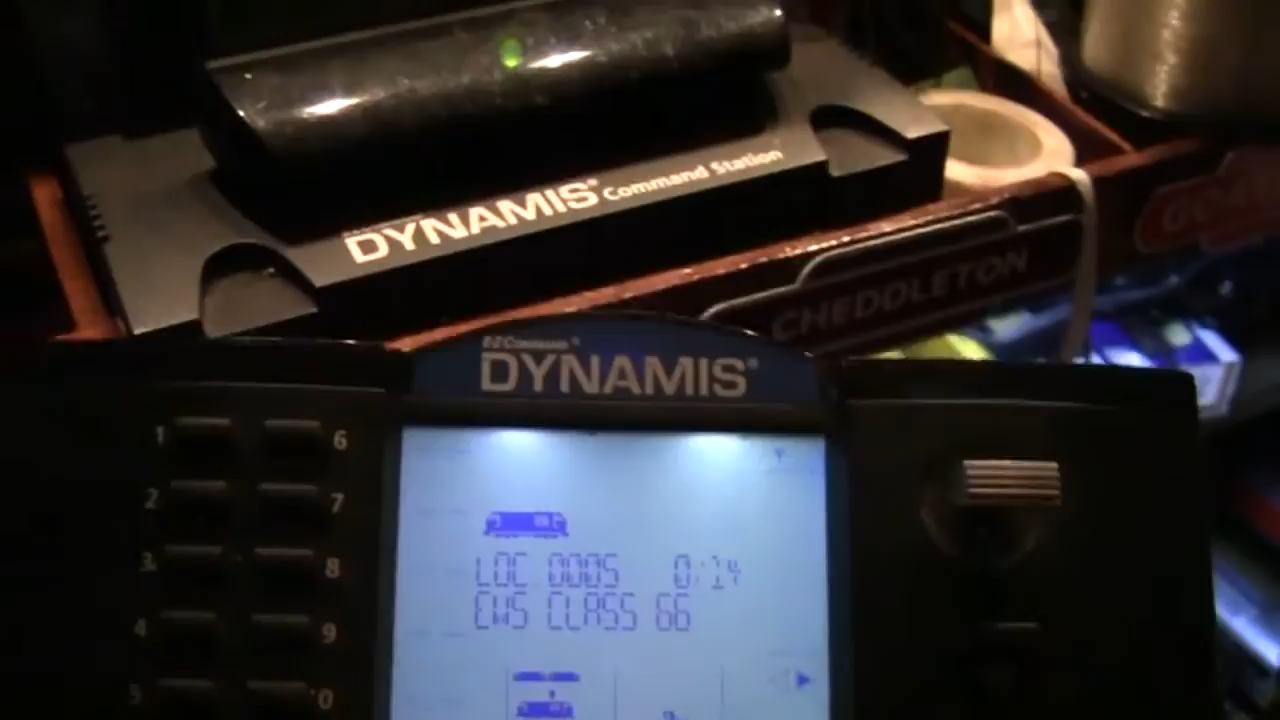 DYNAMIS® Command Station
CHEDDLETON
E-Z Command®
DYNAMIS®
1 6
2 7
3 8
4 9
5 0
LOC 0005 0:14
EWS CLASS 66